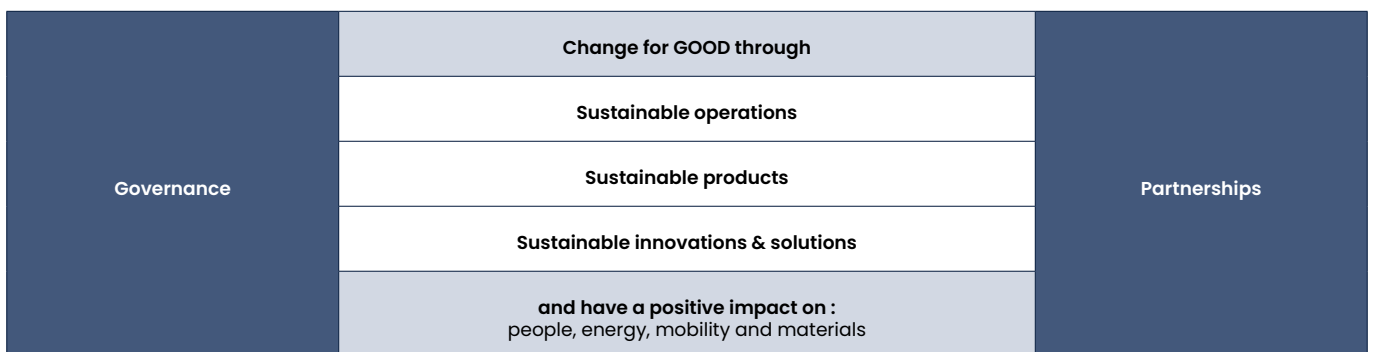 Governance
Change for GOOD through
Sustainable operations
Sustainable products
Sustainable innovations & solutions
and have a positive impact on :
people, energy, mobility and materials
Partnerships